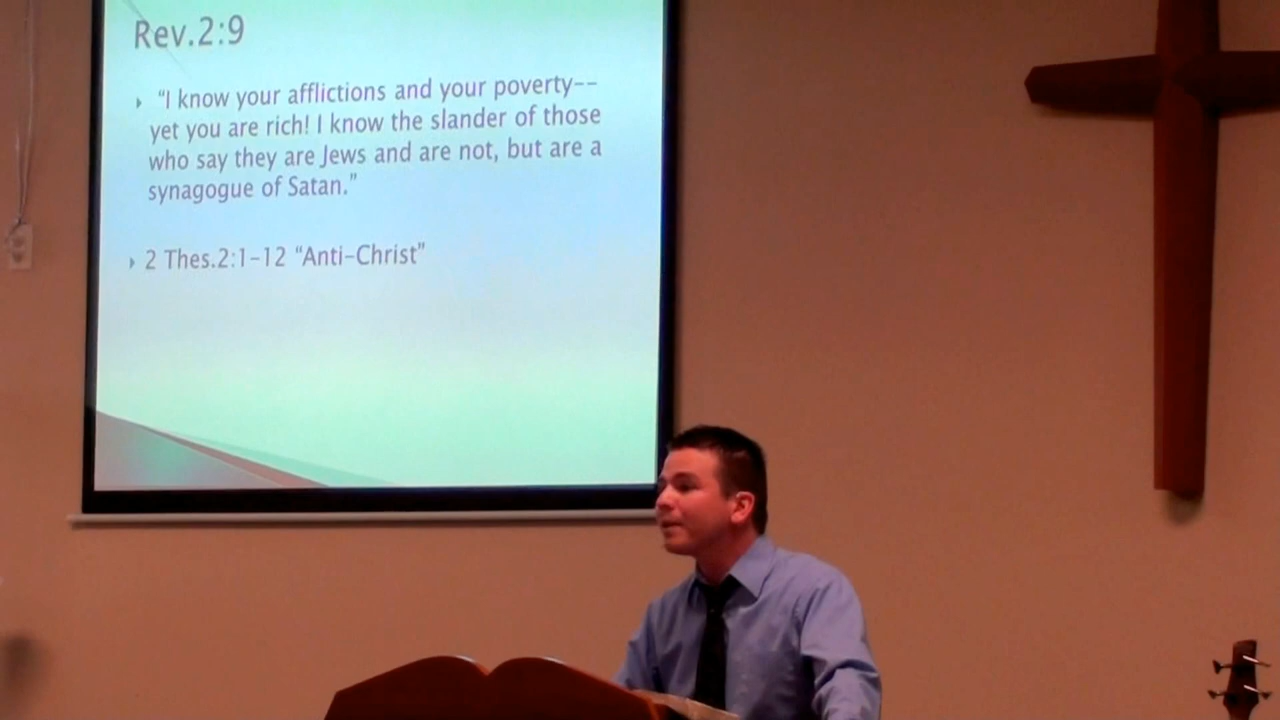 Rev.2:9
“I know your afflictions and your poverty--
yet you are rich! I know the slander of those
who say they are Jews and are not, but are a
synagogue of Satan.”
2 Thes.2:1-12 “Anti-Christ”